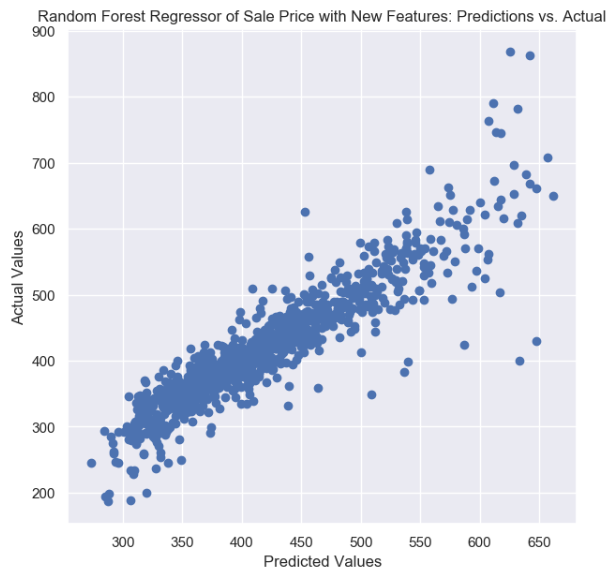 Random Forest Regressor of Sale Price with New Features: Predictions vs. Actual
900
800
700
600
500
400
300
200
Actual Values
300 350 400 450 500 550 600 650
Predicted Values